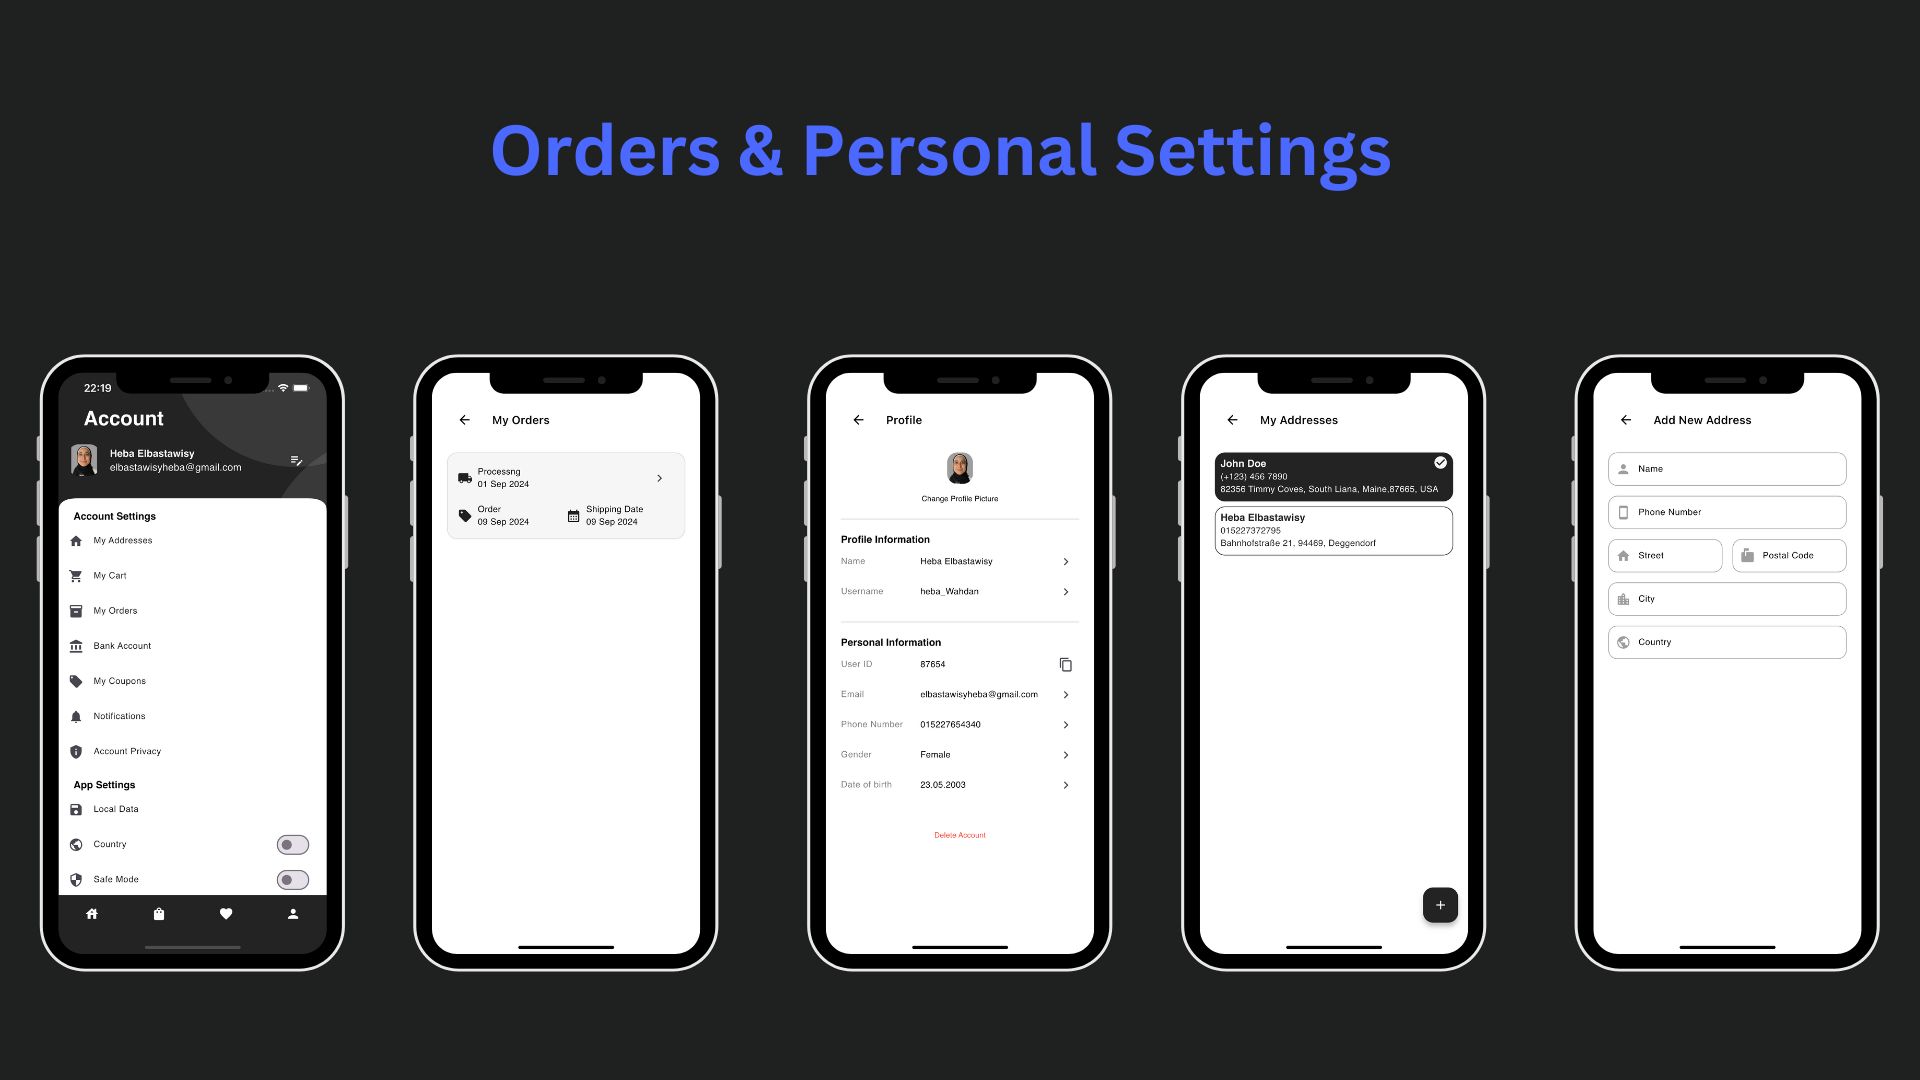 Orders & Personal Settings
22:19
Account
Heba Elbastawisy
elbastawisyheba@gmail.com
Account Settings
My Addresses
My Cart
My Orders
Bank Account
My Coupons
Notifications
Account Privacy
App Settings
Local Data
Country
Safe Mode
My Orders
Processng
01 Sep 2024
Order
09 Sep 2024
Shipping Date
09 Sep 2024
Profile
Change Profile Picture
Profile Information
Name Heba Elbastawisy
Username heba_Wahdan
Personal Information
User ID 87654
Email elbastawisyheba@gmail.com
Phone Number 015227654340
Gender Female
Date of birth 23.05.2003
Delete Account
My Addresses
John Doe
(+123) 456 7890
82356 Timmy Coves, South Liana, Maine,87665, USA
Heba Elbastawisy
015227372795
Bahnhofstraße 21, 94469, Deggendorf
Add New Address
Name
Phone Number
Street Postal Code
City
Country